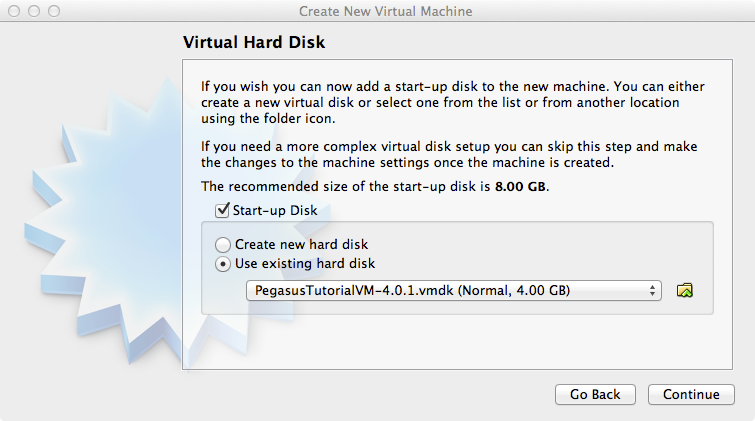 Create New Virtual Machine
Virtual Hard Disk
If you wish you can now add a start-up disk to the new machine. You can either
create a new virtual disk or select one from the list or from another location
using the folder icon.
If you need a more complex virtual disk setup you can skip this step and make
the changes to the machine settings once the machine is created.
The recommended size of the start-up disk is 8.00 GB.
Start-up Disk
Create new hard disk
Use existing hard disk
PegasusTutorialVM-4.0.1.vmdk (Normal, 4.00 GB)
Go Back
Continue